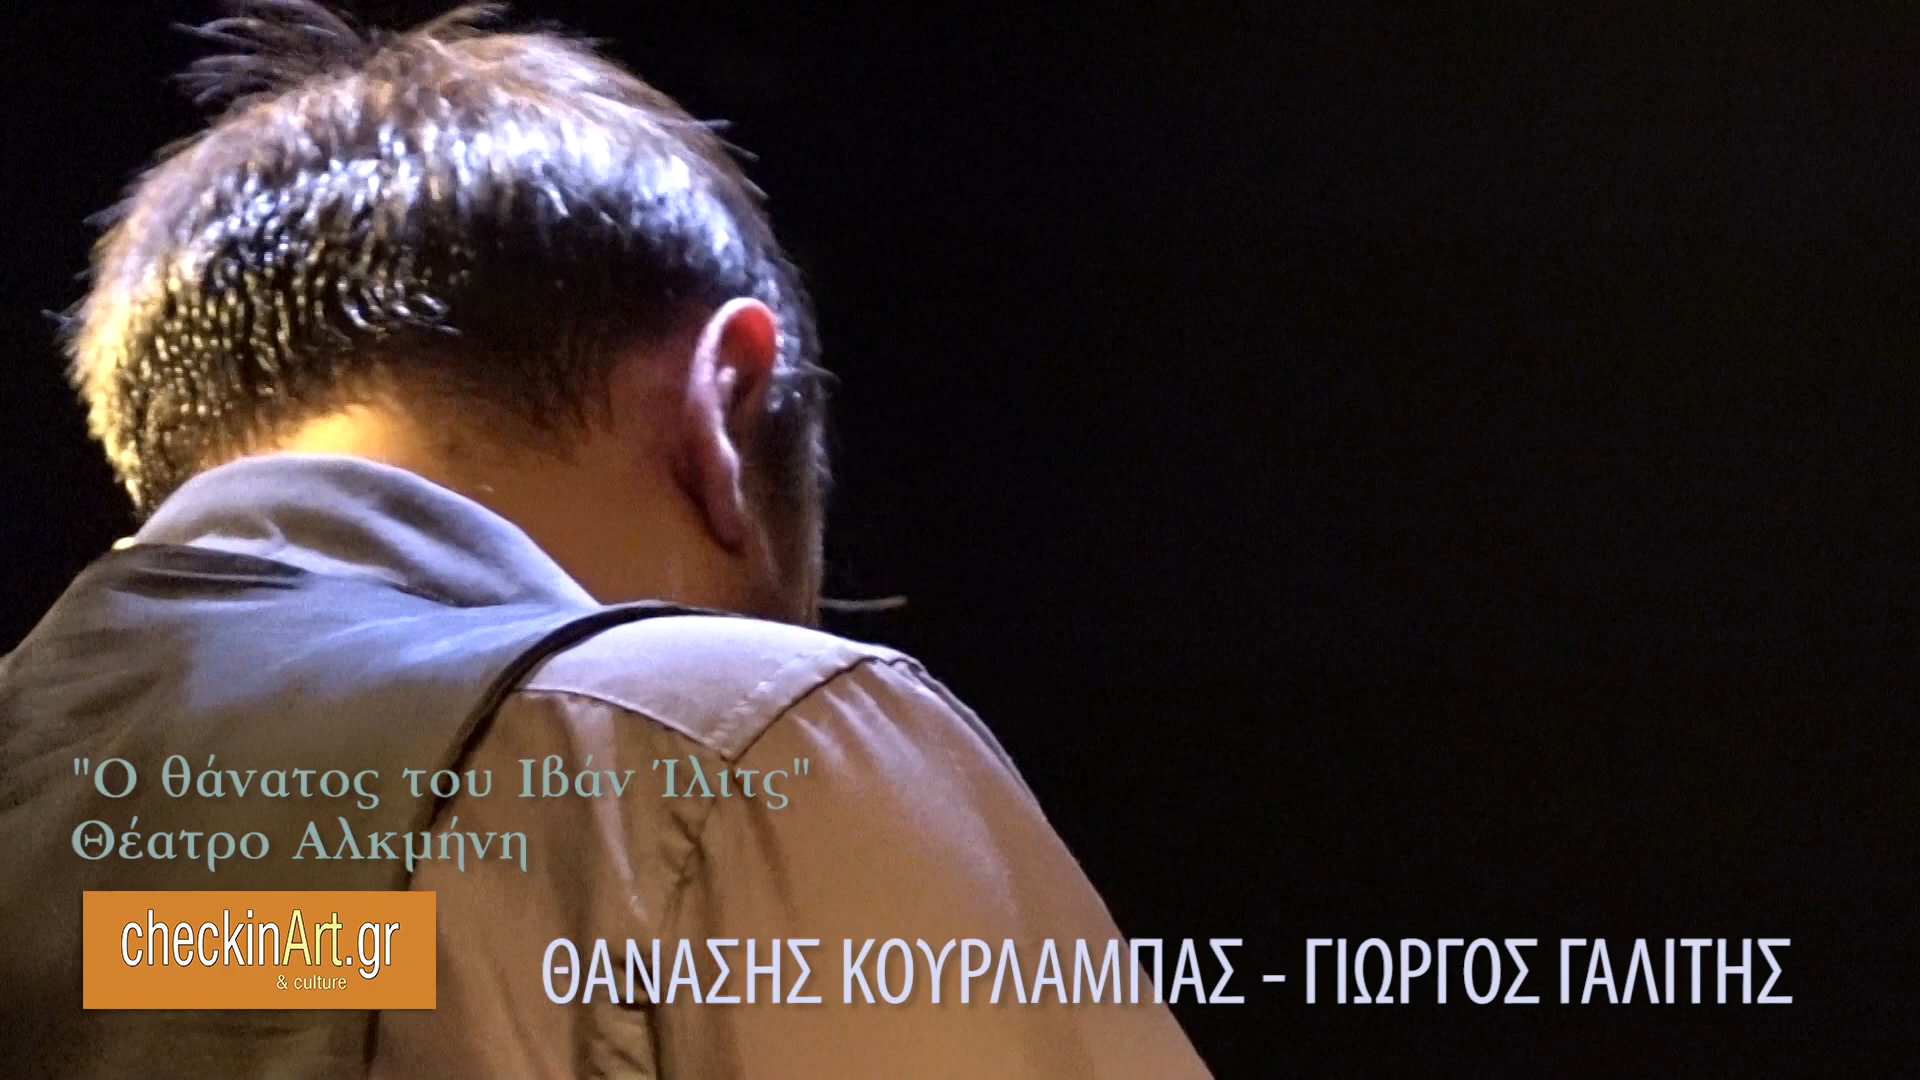 "Ο θάνατος του Ιβάν Ίλιτς"
Θέατρο Αλκμήνη
checkinArt.gr
& culture
ΘΑΝΑΣΗΣ ΚΟΥΡΛΑΜΠΑΣ - ΓΙΩΡΓΟΣ ΓΑΛΙΤΗΣ